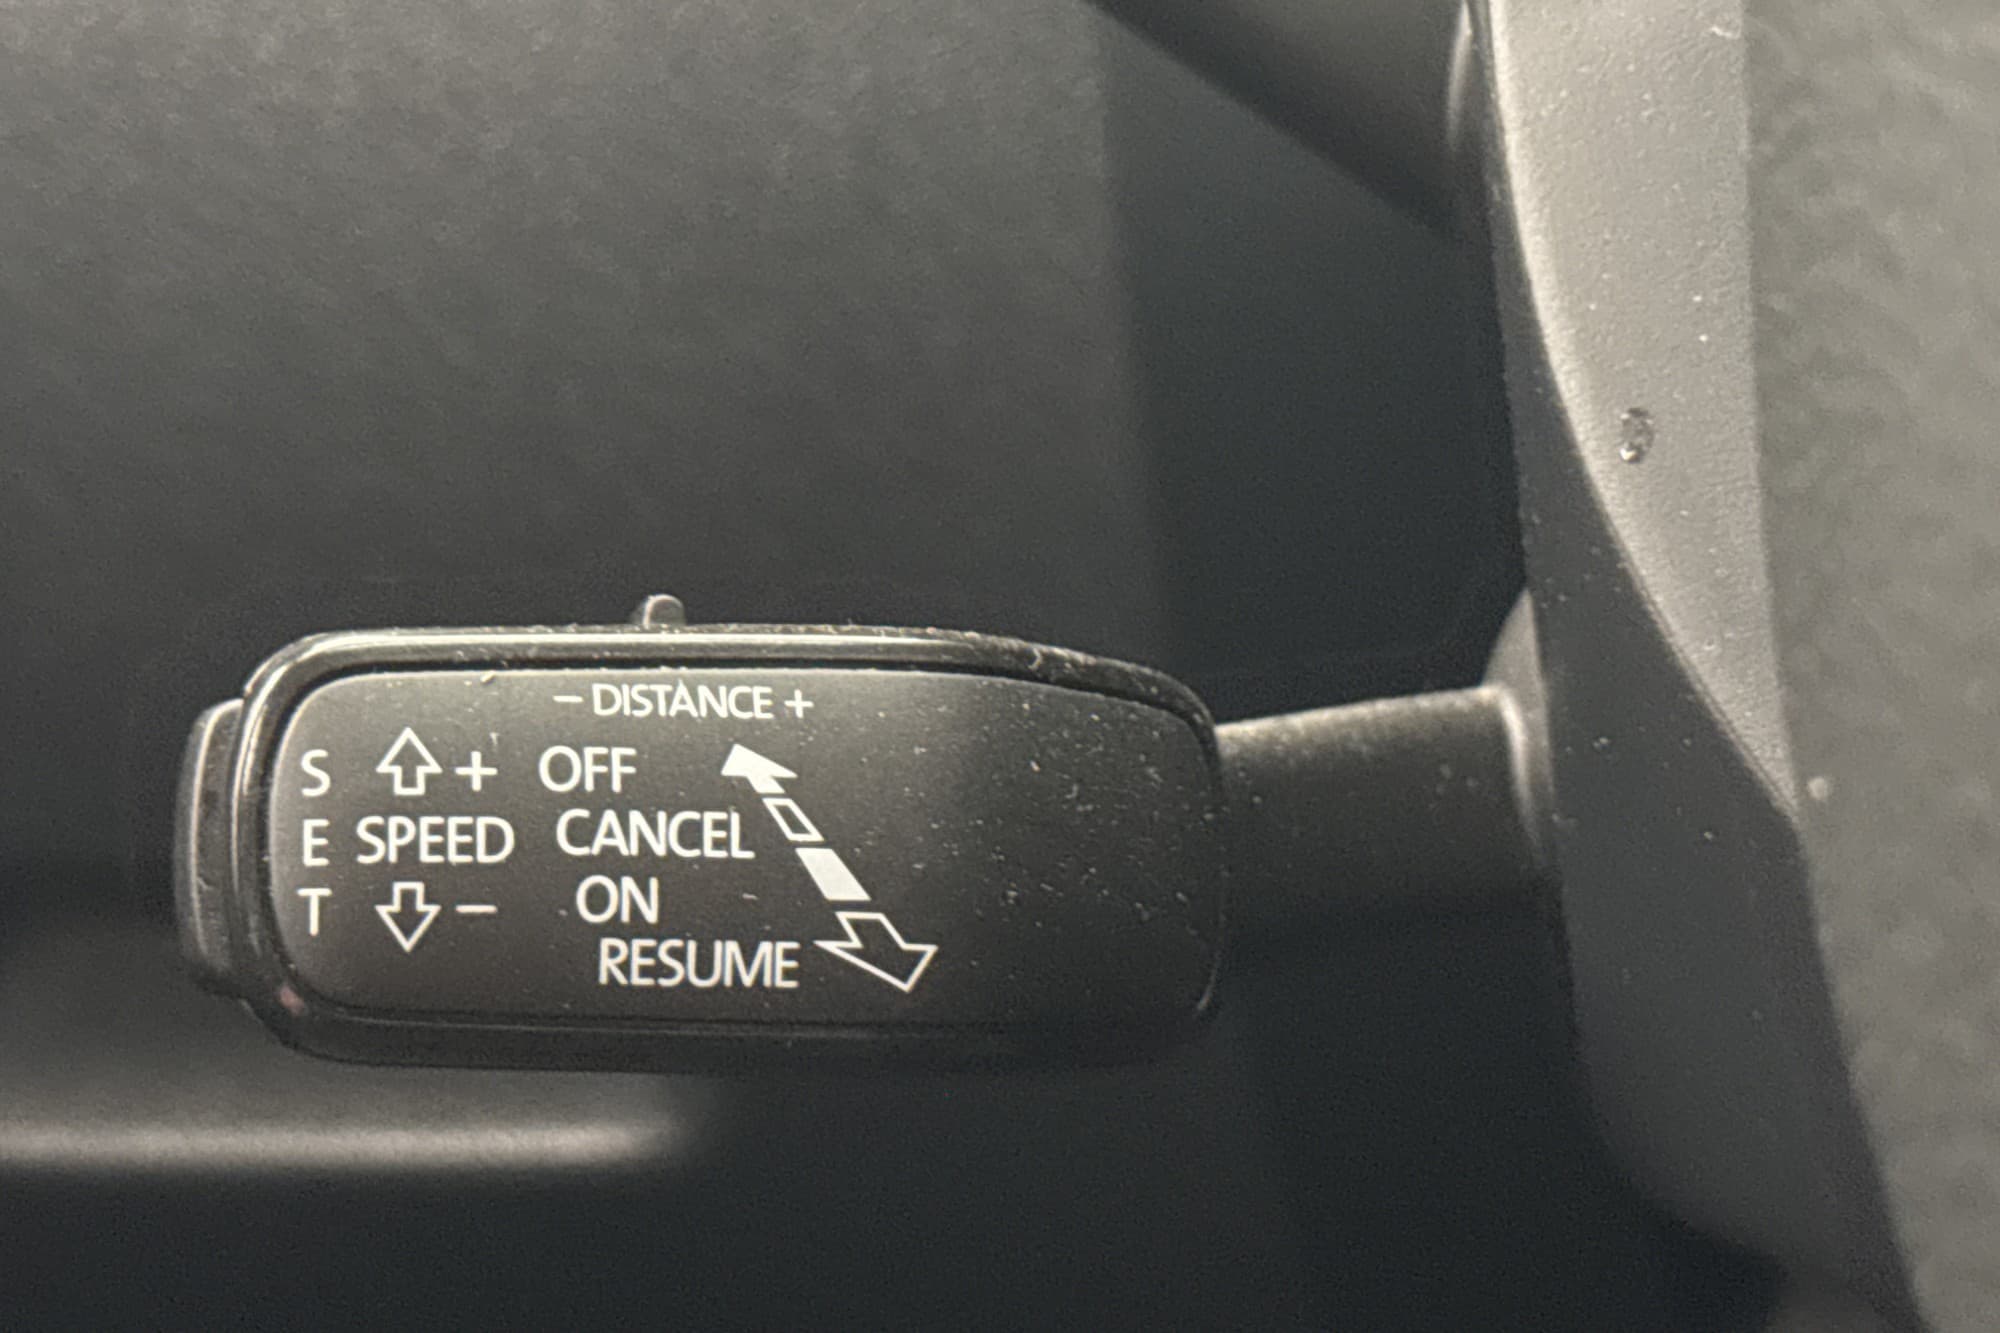 – DISTANCE +
S + OFF
E SPEED CANCEL
T – ON
RESUME